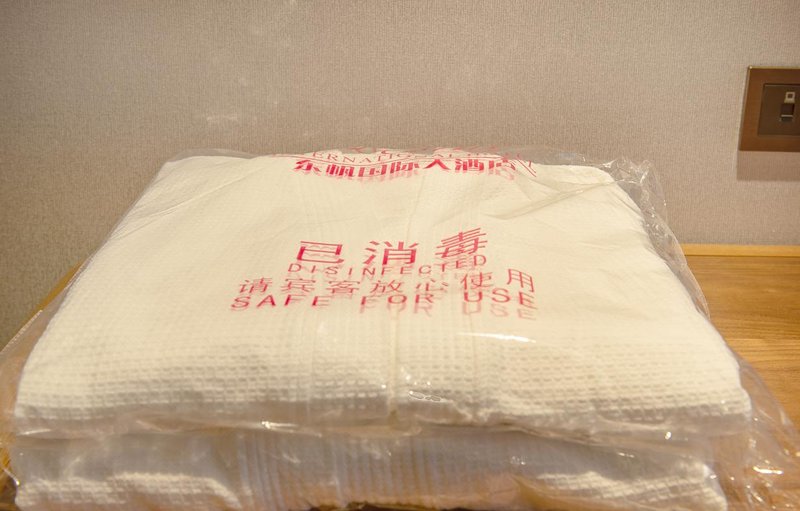 INTERNATIONAL
东帆国际大酒店
已消毒
DISINFECTED
请宾客放心使用
SAFE FOR USE